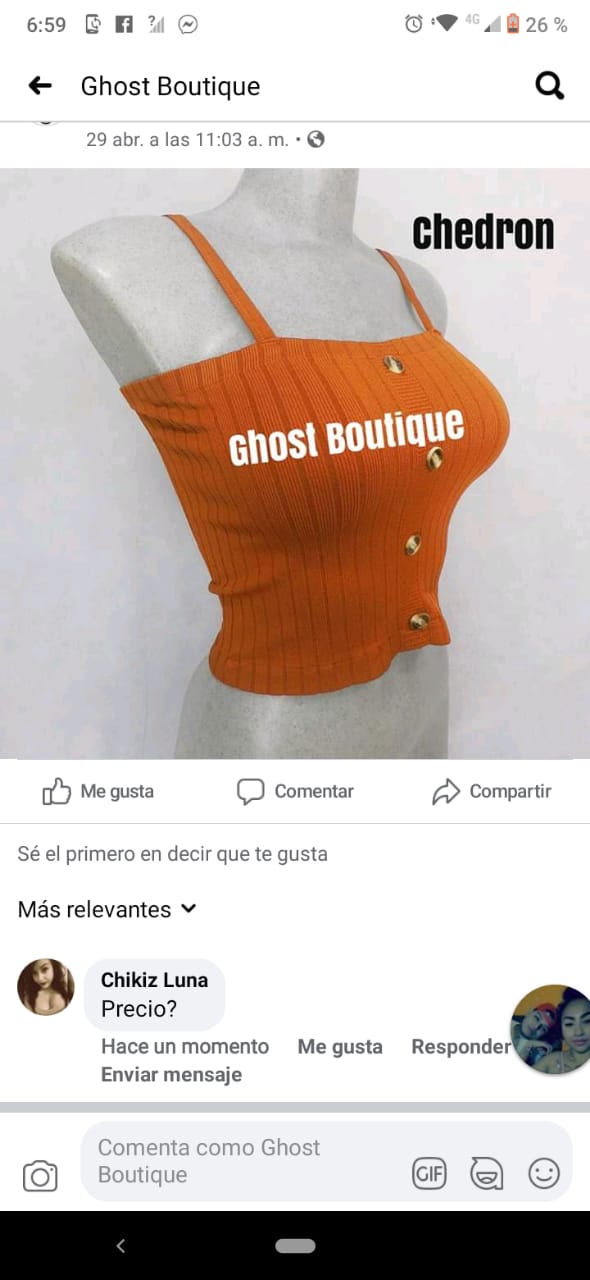 6:59
4G
26 %
Ghost Boutique
29 abr. a las 11:03 a. m. •
Chedron
Ghost Boutique
Me gusta
Comentar
Compartir
Sé el primero en decir que te gusta
Más relevantes
Chikiz Luna
Precio?
Hace un momento Me gusta Responder
Enviar mensaje
Comenta como Ghost
Boutique
GIF